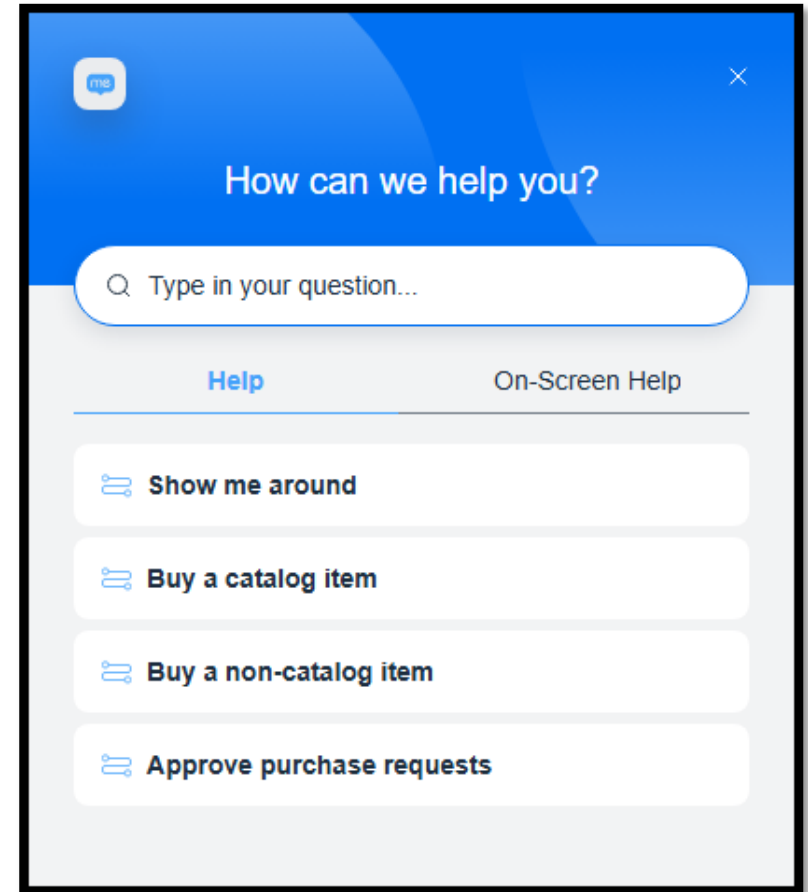 me
How can we help you?
Type in your question...
Help
On-Screen Help
Show me around
Buy a catalog item
Buy a non-catalog item
Approve purchase requests